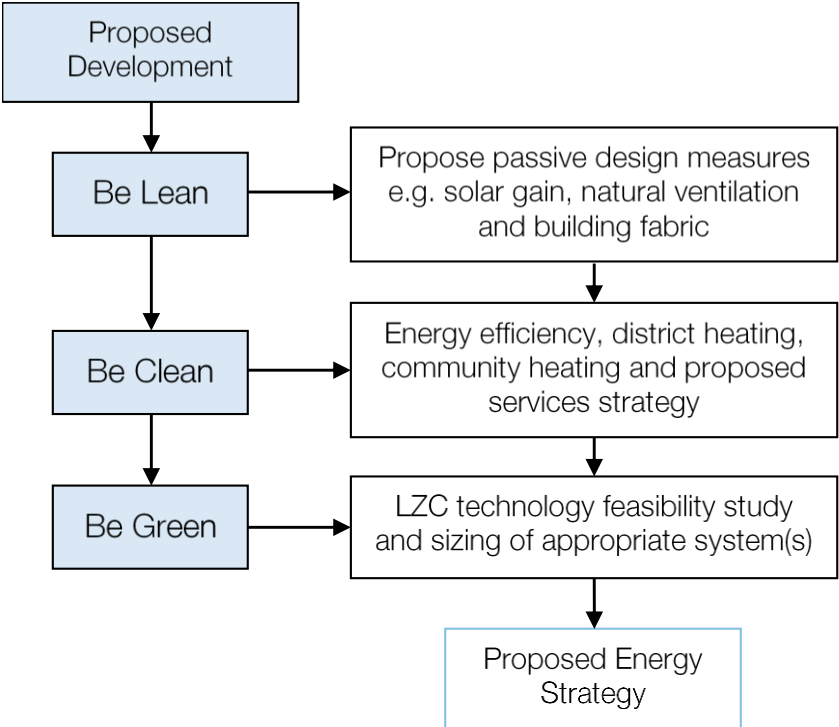 Proposed
Development
Be Lean
Propose passive design measures
e.g. solar gain, natural ventilation
and building fabric
Be Clean
Energy efficiency, district heating,
community heating and proposed
services strategy
Be Green
LZC technology feasibility study
and sizing of appropriate system(s)
Proposed Energy
Strategy